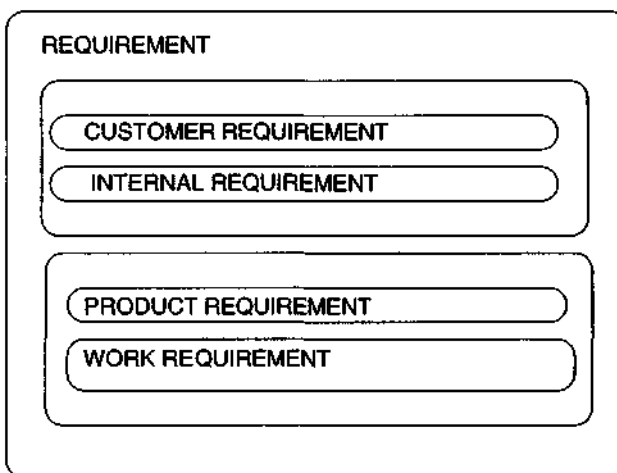 REQUIREMENT
CUSTOMER REQUIREMENT
INTERNAL REQUIREMENT
PRODUCT REQUIREMENT
WORK REQUIREMENT